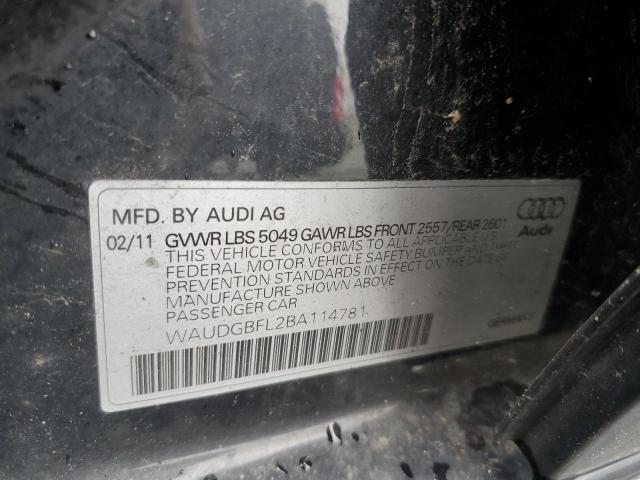 MFD. BY AUDI AG
Audi
02/11 GVWR LBS 5049 GAWR LBS FRONT 2557/REAR 2601
THIS VEHICLE CONFORMS TO ALL APPLICABLE U.S.
FEDERAL MOTOR VEHICLE SAFETY BUMPER AND THEFT
PREVENTION STANDARDS IN EFFECT ON THE DATE OF
MANUFACTURE SHOWN ABOVE
PASSENGER CAR
WAUDGBFL2BA114781
GERMANY